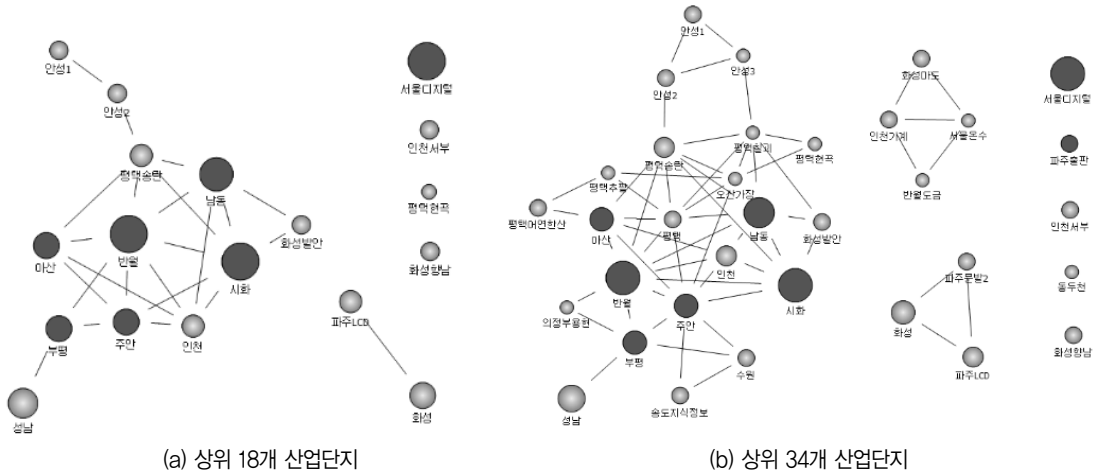 안성1
안성2
평택송탄
남동
화성발안
아산
반월
시화
부평
주안
인천
성남
서울디지털
인천서부
평택현곡
화성향남
파주LCD
화성
(a) 상위 18개 산업단지
안성1
안성3
안성2
평택송탄
평택칠괴
평택현곡
평택추팔
오산가장
평택어연한산
아산
평택
남동
화성발안
인천
반월
시화
의정부용현
주안
부평
수원
성남
송도지식정보
화성마도
인천기계
서울온수
반월도금
파주문발2
화성
파주LCD
서울디지털
파주출판
인천서부
동두천
화성향남
(b) 상위 34개 산업단지